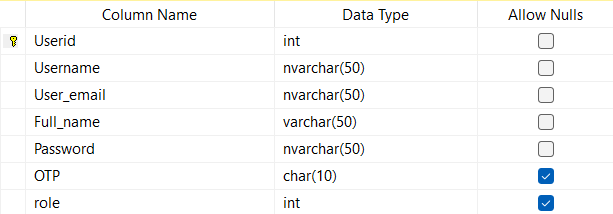 Column Name Data Type Allow Nulls
Userid int
Username nvarchar(50)
User_email nvarchar(50)
Full_name varchar(50)
Password nvarchar(50)
OTP char(10)
role int